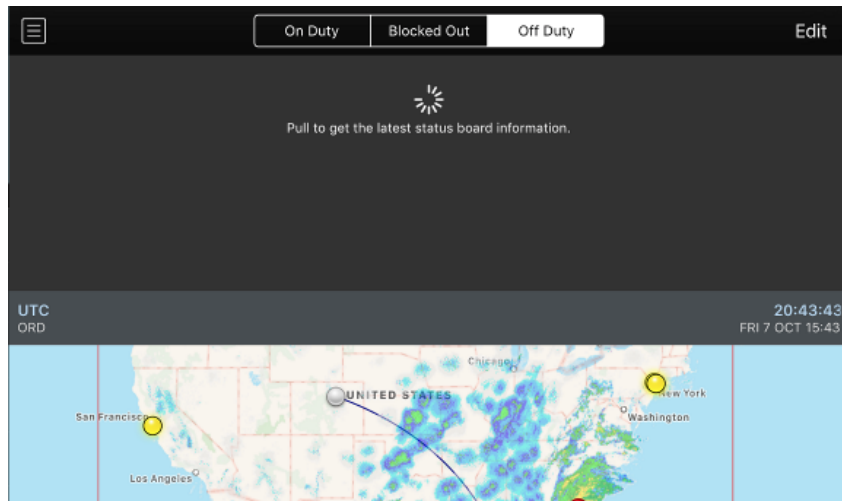 On Duty
Blocked Out
Off Duty
Edit
Pull to get the latest status board information.
UTC
20:43:43
ORD
FRI 7 OCT 15:43
Chicago
UNITED STATES
New York
San Francisco
Washington
Los Angeles